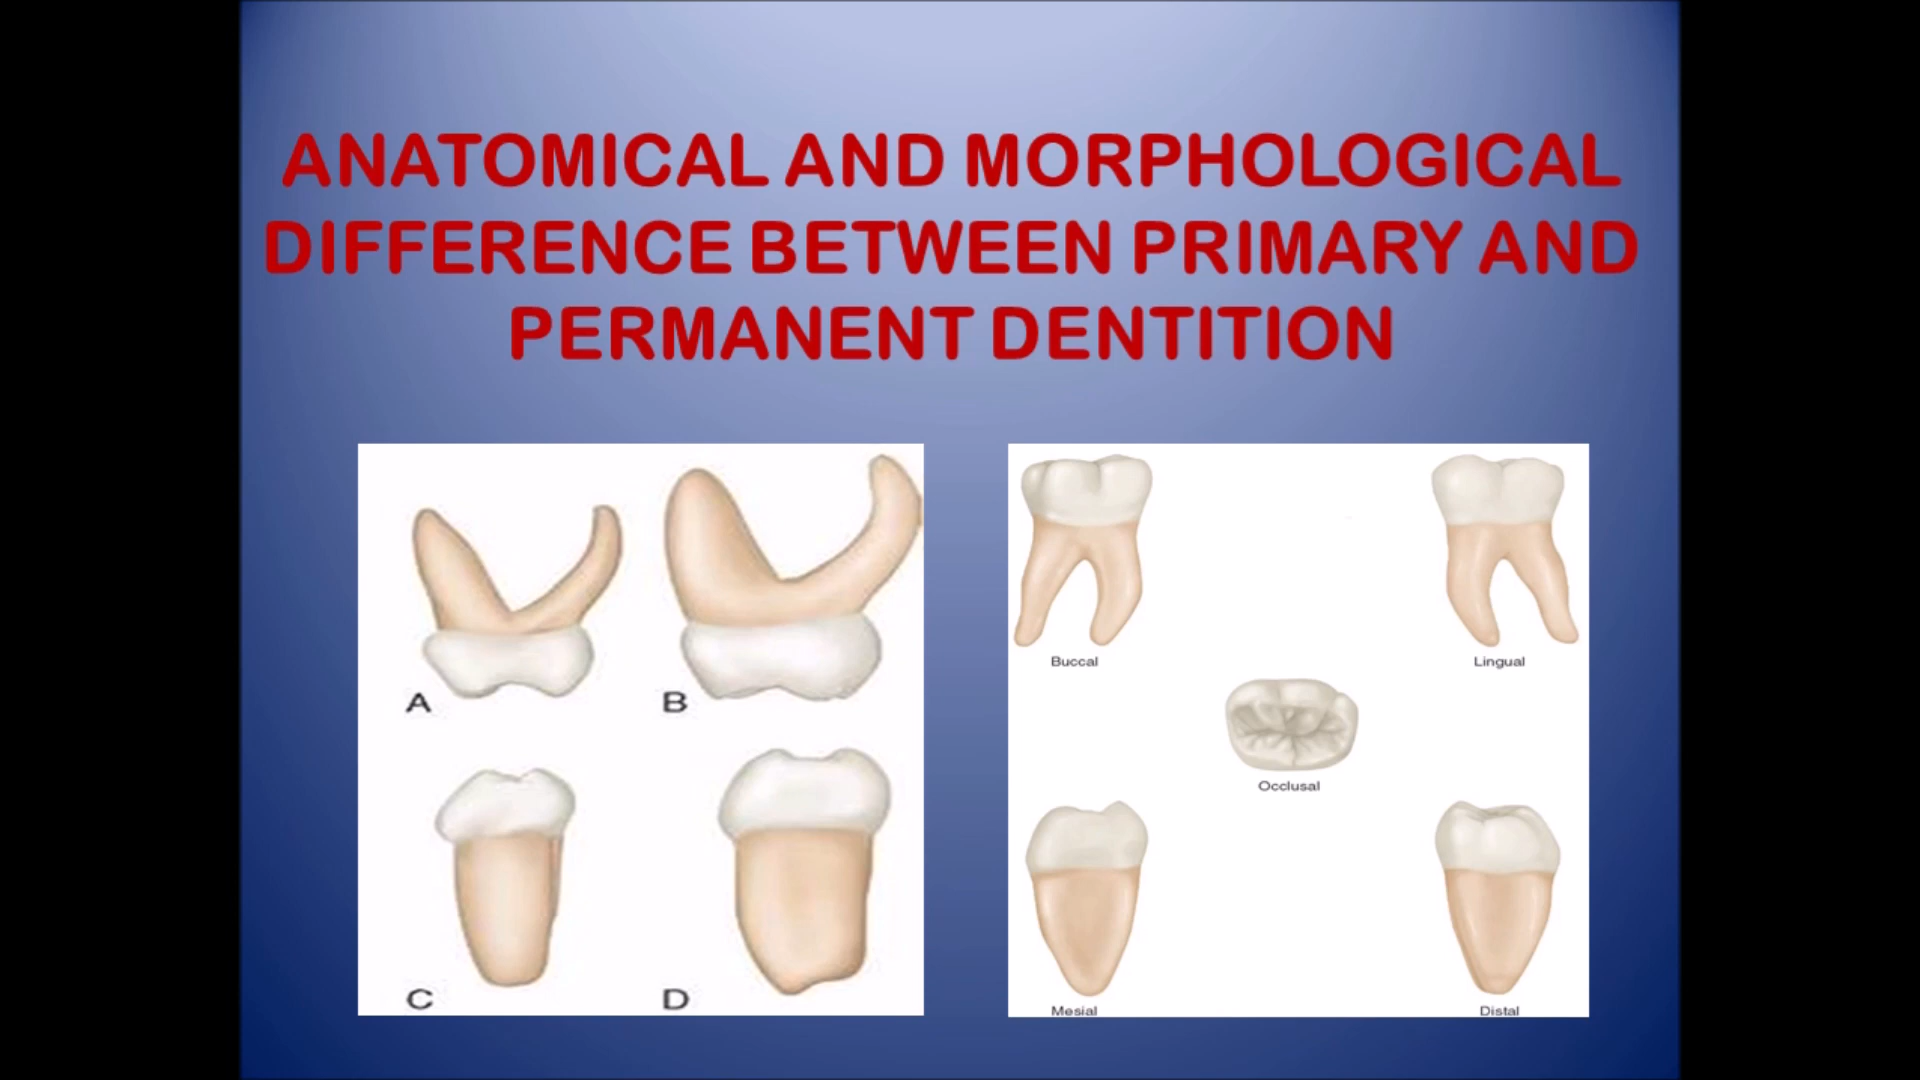 ANATOMICAL AND MORPHOLOGICAL
DIFFERENCE BETWEEN PRIMARY AND
PERMANENT DENTITION
A
B
C
D
Buccal
Lingual
Occlusal
Mesial
Distal